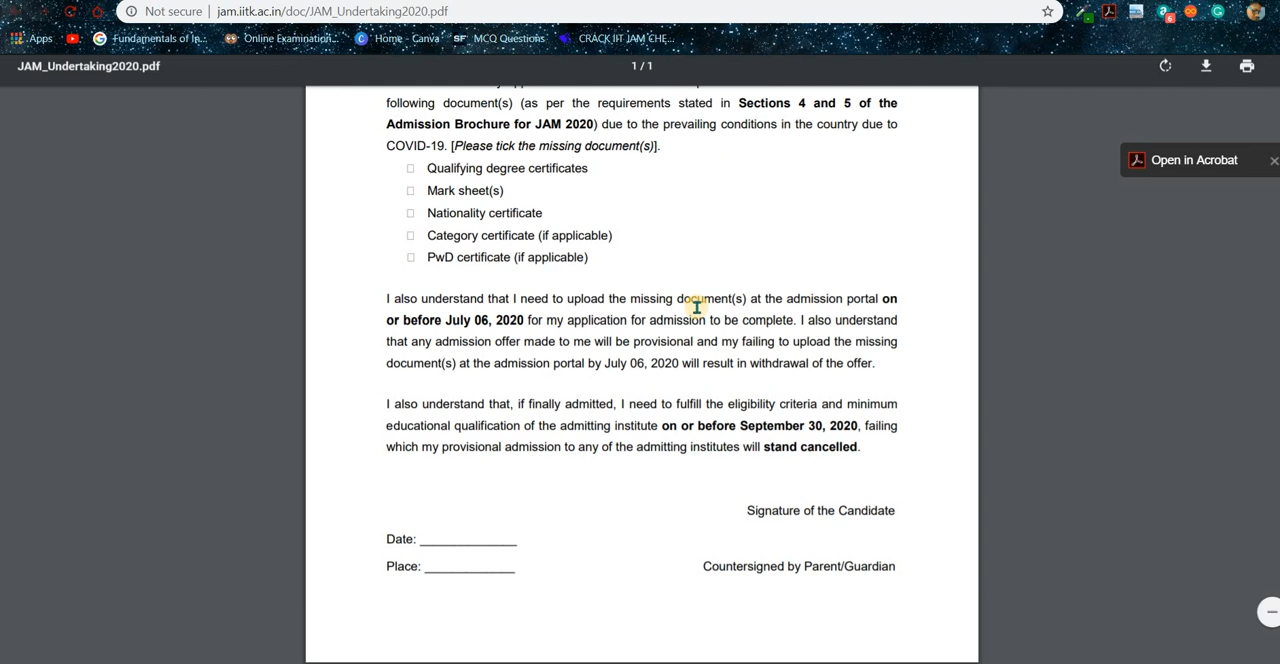 Not secure | jam.iitk.ac.in/doc/JAM_Undertaking2020.pdf
Apps Fundamentals of In... Online Examination... Home - Canva SF MCQ Questions CRACK IIT JAM CHE...
JAM_Undertaking2020.pdf 1 / 1
following document(s) (as per the requirements stated in Sections 4 and 5 of the
Admission Brochure for JAM 2020) due to the prevailing conditions in the country due to
COVID-19. [Please tick the missing document(s)].
Open in Acrobat
Qualifying degree certificates
Mark sheet(s)
Nationality certificate
Category certificate (if applicable)
PwD certificate (if applicable)
I also understand that I need to upload the missing document(s) at the admission portal on
or before July 06, 2020 for my application for admission to be complete. I also understand
that any admission offer made to me will be provisional and my failing to upload the missing
document(s) at the admission portal by July 06, 2020 will result in withdrawal of the offer.
I also understand that, if finally admitted, I need to fulfill the eligibility criteria and minimum
educational qualification of the admitting institute on or before September 30, 2020, failing
which my provisional admission to any of the admitting institutes will stand cancelled.
Signature of the Candidate
Date: ______________
Place: _____________ Countersigned by Parent/Guardian